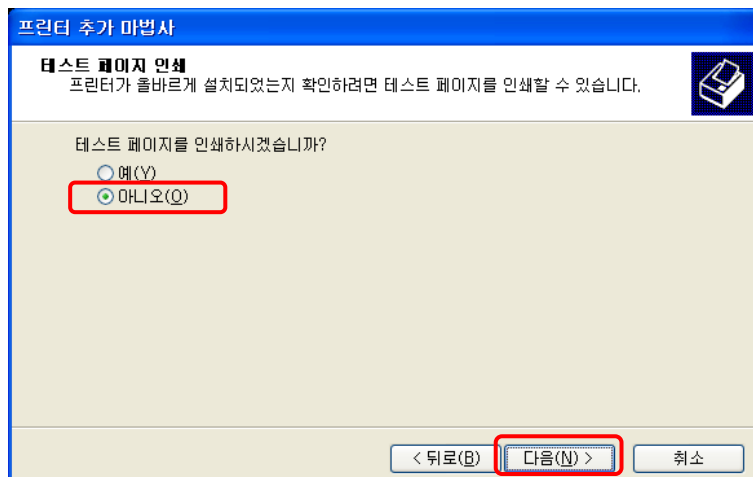 프린터 추가 마법사
테스트 페이지 인쇄
프린터가 올바르게 설치되었는지 확인하려면 테스트 페이지를 인쇄할 수 있습니다.
테스트 페이지를 인쇄하시겠습니까?
예(Y)
아니오(O)
< 뒤로(B) 다음(N) > 취소